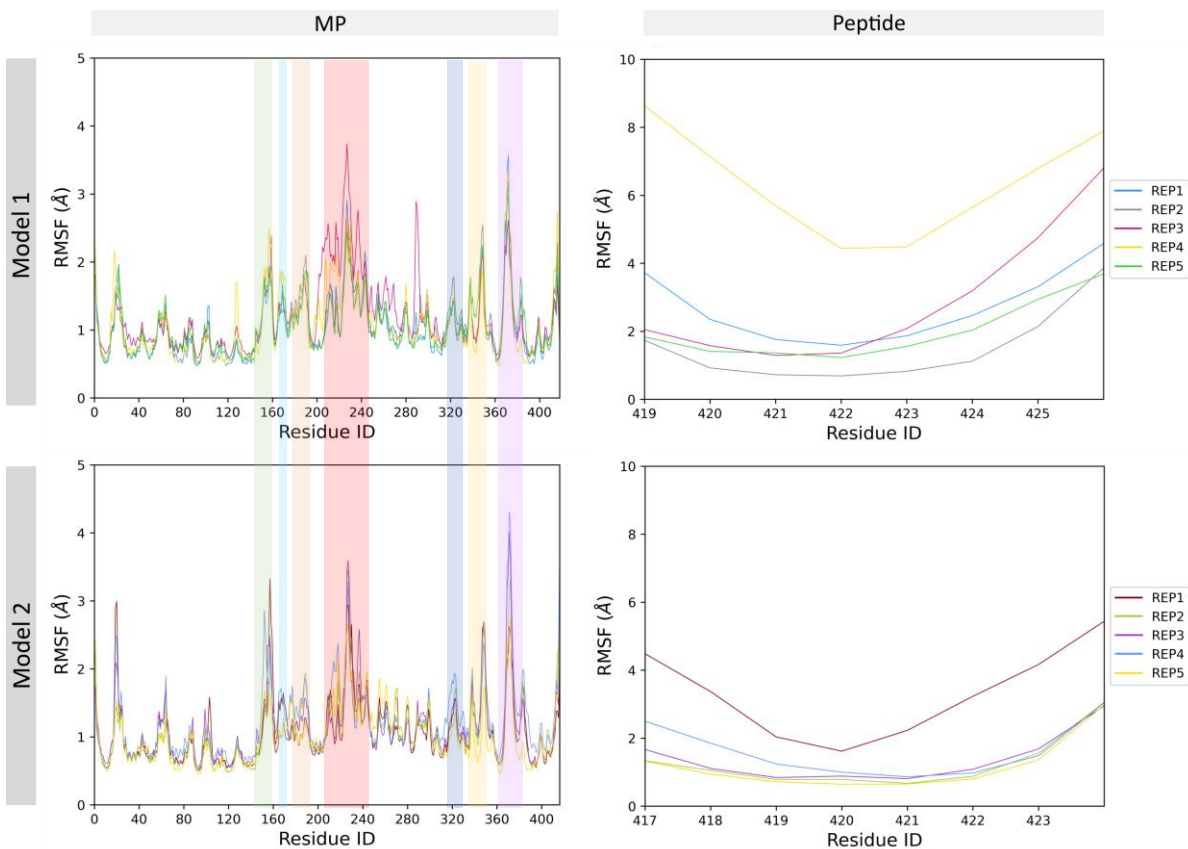 MP
Peptide
Model 1
RMSF (Å)
5
4
3
2
1
0
0 40 80 120 160 200 240 280 320 360 400
Residue ID
RMSF (Å)
10
8
6
4
2
0
419 420 421 422 423 424 425
Residue ID
REP1
REP2
REP3
REP4
REP5
Model 2
RMSF (Å)
5
4
3
2
1
0
0 40 80 120 160 200 240 280 320 360 400
Residue ID
RMSF (Å)
10
8
6
4
2
0
417 418 419 420 421 422 423
Residue ID
REP1
REP2
REP3
REP4
REP5